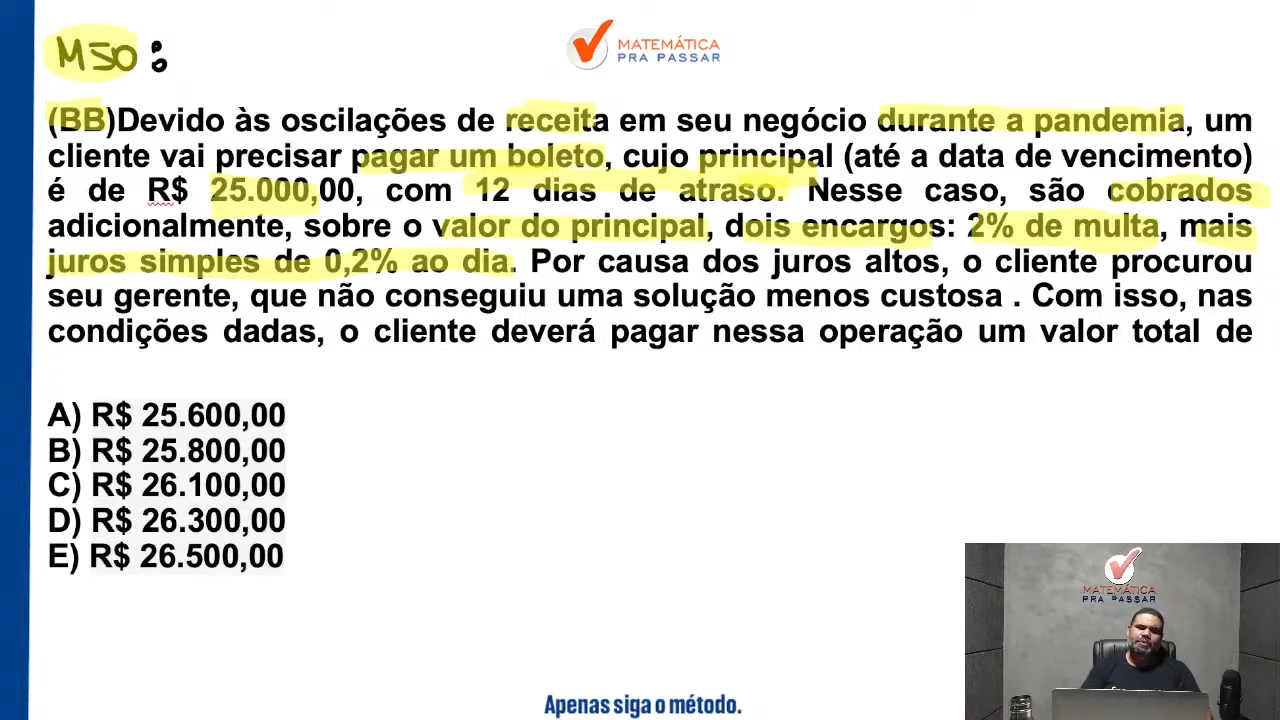 M50:
MATEMÁTICA
PRA PASSAR
(BB)Devido às oscilações de receita em seu negócio durante a pandemia, um
cliente vai precisar pagar um boleto, cujo principal (até a data de vencimento)
é de R$ 25.000,00, com 12 dias de atraso. Nesse caso, são cobrados
adicionalmente, sobre o valor do principal, dois encargos: 2% de multa, mais
juros simples de 0,2% ao dia. Por causa dos juros altos, o cliente procurou
seu gerente, que não conseguiu uma solução menos custosa . Com isso, nas
condições dadas, o cliente deverá pagar nessa operação um valor total de
A) R$ 25.600,00
B) R$ 25.800,00
C) R$ 26.100,00
D) R$ 26.300,00
E) R$ 26.500,00
MATEMÁTICA
PRA PASSAR
Apenas siga o método.